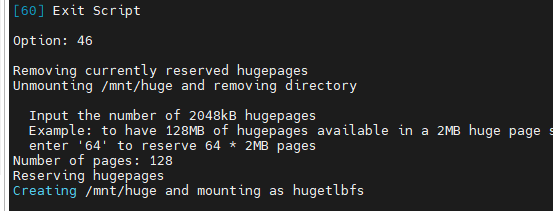 [60] Exit Script
Option: 46
Removing currently reserved hugepages
Unmounting /mnt/huge and removing directory
Input the number of 2048kB hugepages
Example: to have 128MB of hugepages available in a 2MB huge page
enter '64' to reserve 64 * 2MB pages
Number of pages: 128
Reserving hugepages
Creating /mnt/huge and mounting as hugetlbfs